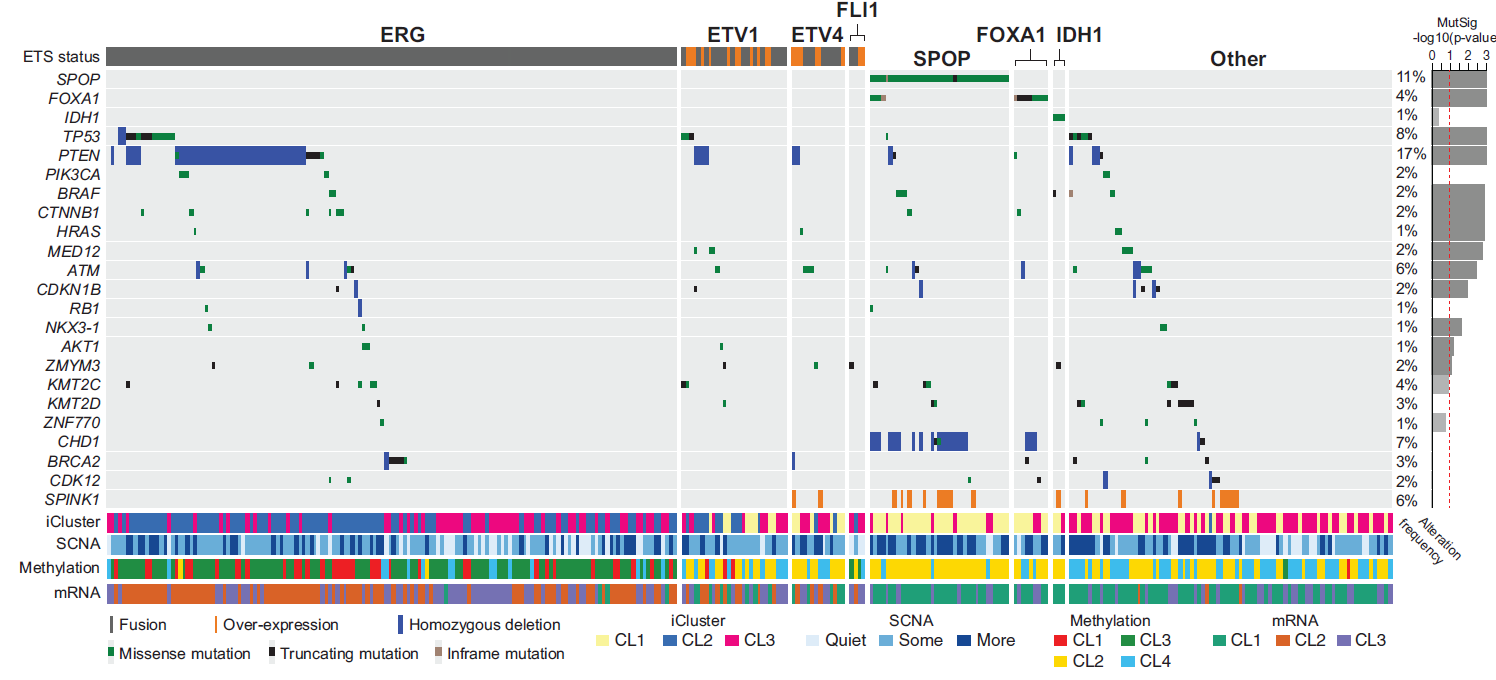 FLI1
ERG ETV1 ETV4 FOXA1 IDH1
MutSig
-log10(p-value
ETS status SPOP Other 0 1 2 3
SPOP 11%
FOXA1 4%
IDH1 1%
TP53 8%
PTEN 17%
PIK3CA 2%
BRAF 2%
CTNNB1 2%
HRAS 1%
MED12 2%
ATM 6%
CDKN1B 2%
RB1 1%
NKX3-1 1%
AKT1 1%
ZMYM3 2%
KMT2C 4%
KMT2D 3%
ZNF770 1%
CHD1 7%
BRCA2 3%
CDK12 2%
SPINK1 6%
iCluster
SCNA
Methylation
mRNA
Alteration
frequency
Fusion Over-expression Homozygous deletion
Missense mutation Truncating mutation Inframe mutation
iCluster SCNA Methylation mRNA
CL1 CL2 CL3 Quiet Some More CL1 CL3 CL1 CL2 CL3
CL2 CL4